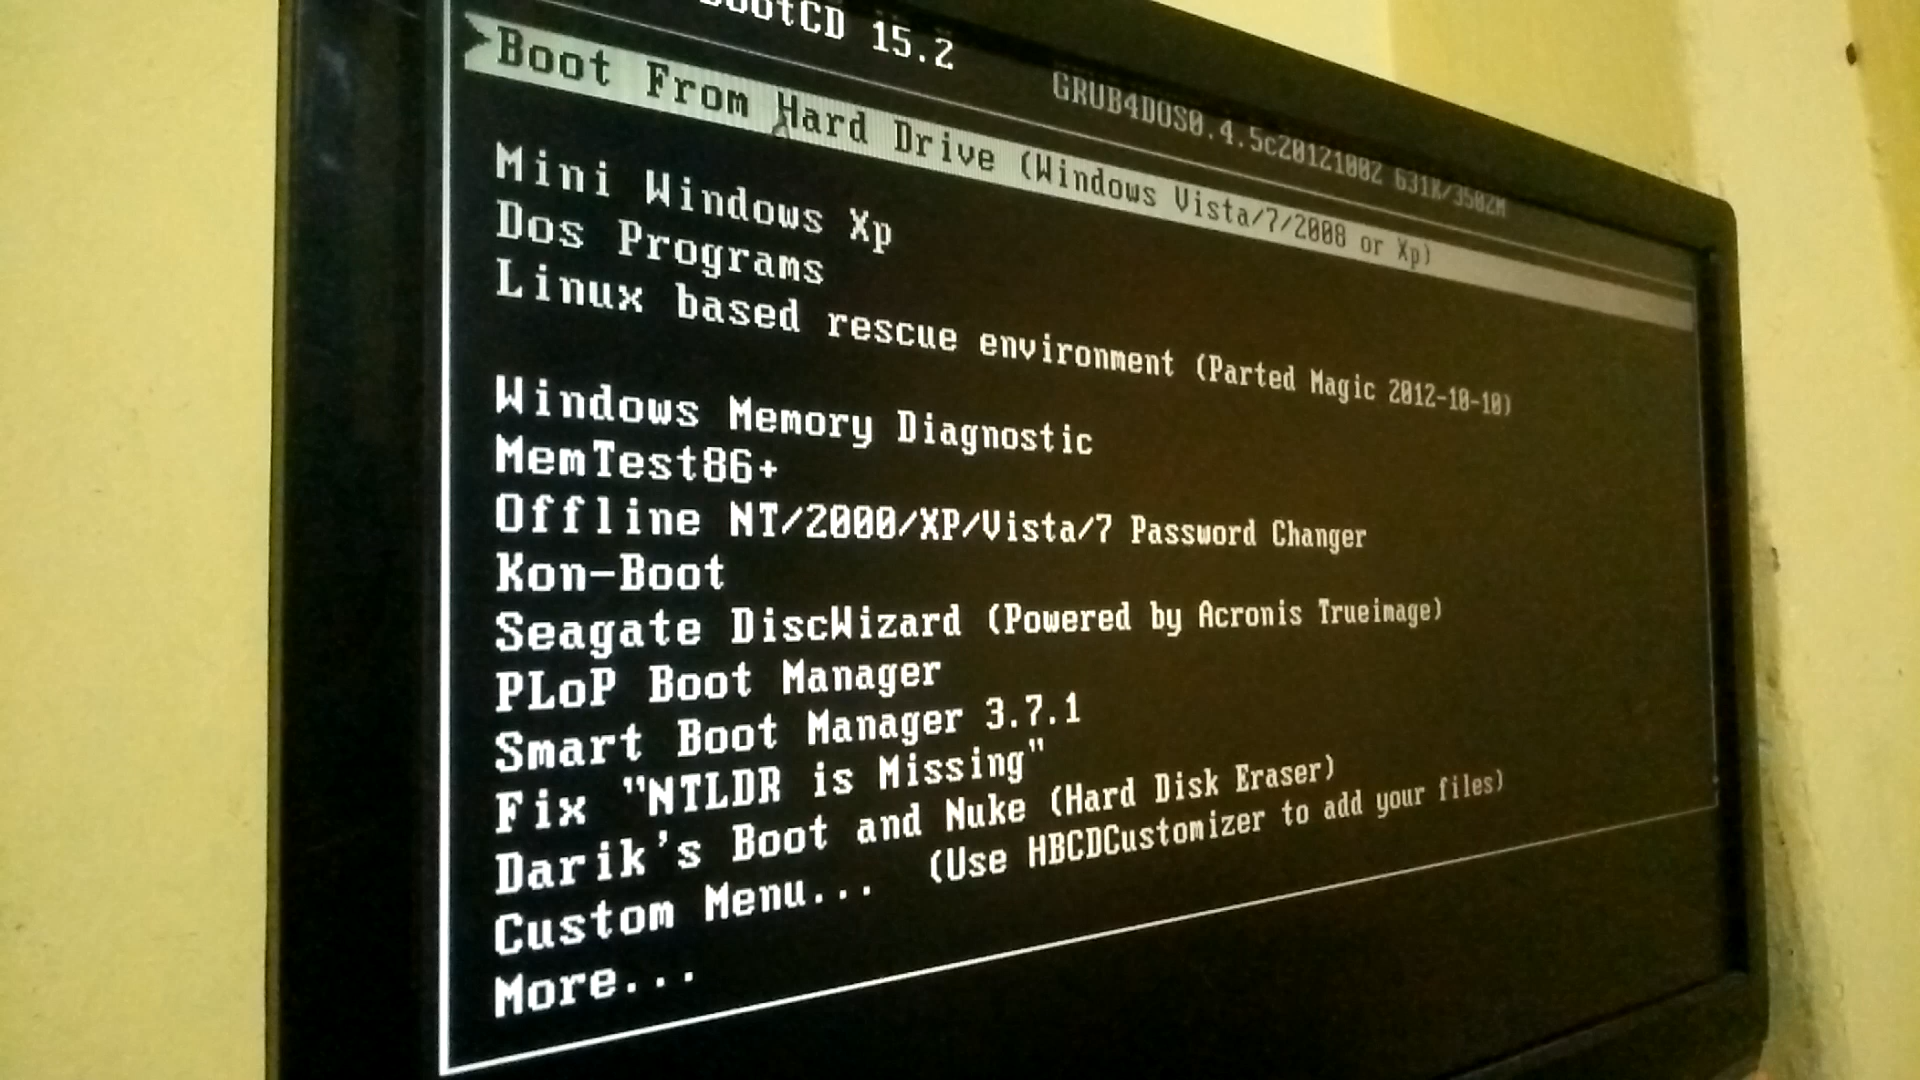 BootCD 15.2
GRUB4DOS0.4.5c20121002 631K/3502M
Boot From Hard Drive (Windows Vista/7/2008 or Xp)
Mini Windows Xp
Dos Programs
Linux based rescue environment (Parted Magic 2012-10-10)
Windows Memory Diagnostic
MemTest86+
Offline NT/2000/XP/Vista/7 Password Changer
Kon-Boot
Seagate DiscWizard (Powered by Acronis Trueimage)
PLoP Boot Manager
Smart Boot Manager 3.7.1
Fix "NTLDR is Missing"
Darik's Boot and Nuke (Hard Disk Eraser)
Custom Menu... (Use HBCDCustomizer to add your files)
More...